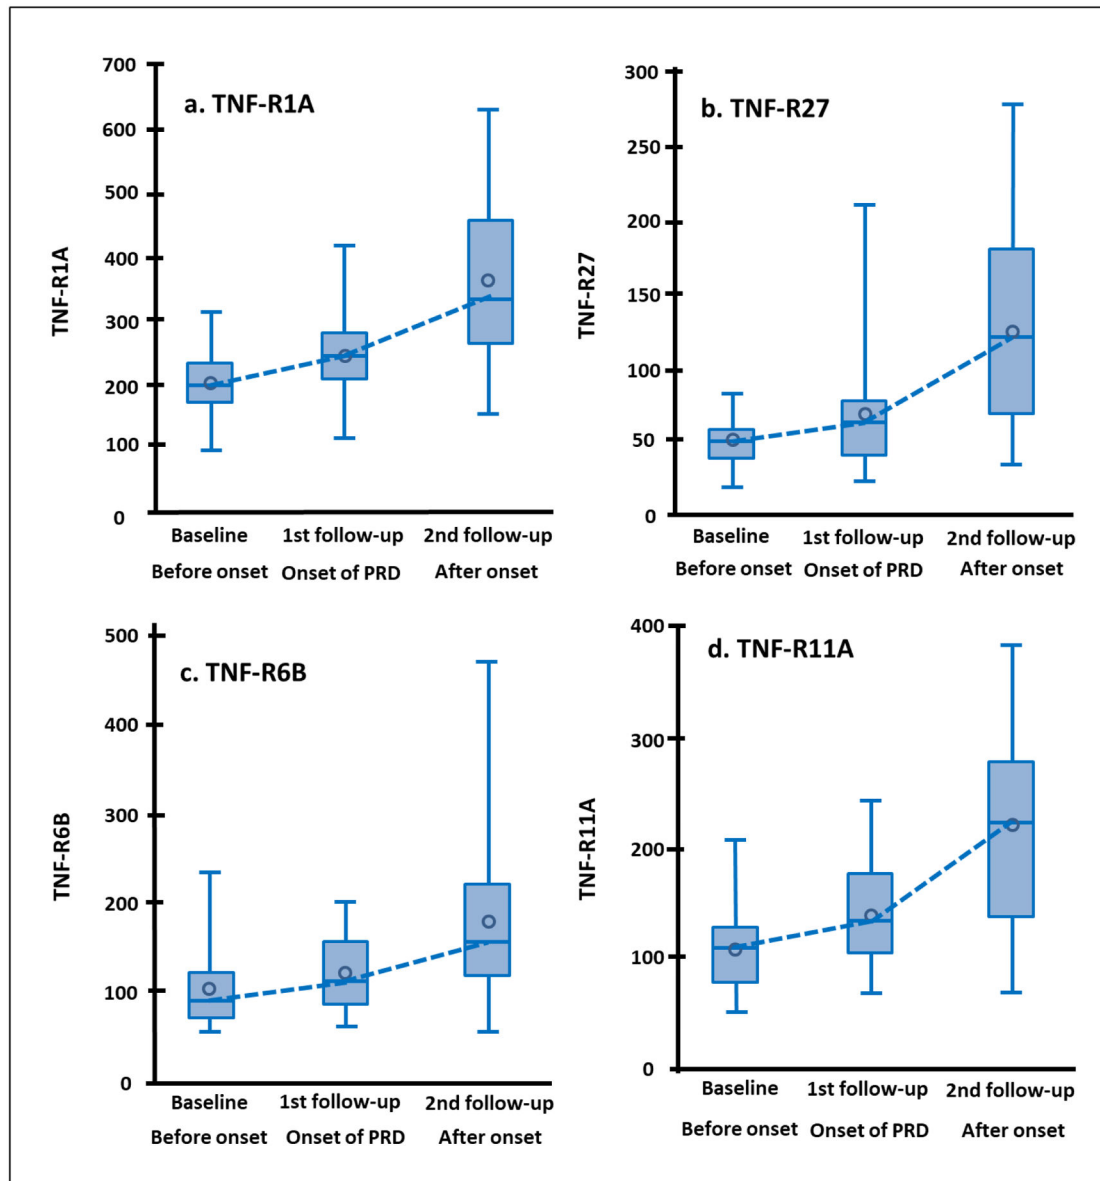 a. TNF-R1A
TNF-R1A
700
600
500
400
300
200
100
0
Baseline 1st follow-up 2nd follow-up
Before onset Onset of PRD After onset
b. TNF-R27
TNF-R27
300
250
200
150
100
50
0
Baseline 1st follow-up 2nd follow-up
Before onset Onset of PRD After onset
c. TNF-R6B
TNF-R6B
500
400
300
200
100
0
Baseline 1st follow-up 2nd follow-up
Before onset Onset of PRD After onset
d. TNF-R11A
TNF-R11A
400
300
200
100
0
Baseline 1st follow-up 2nd follow-up
Before onset Onset of PRD After onset